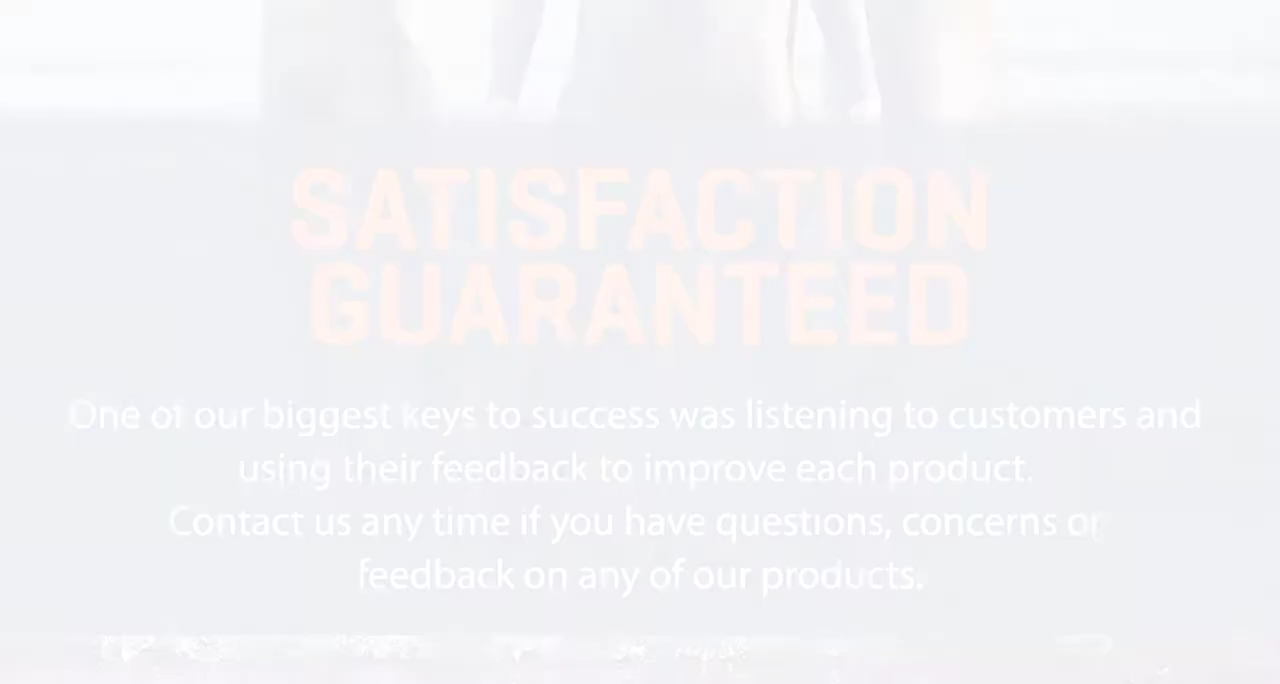 SATISFACTION
GUARANTEED
One of our biggest keys to success was listening to customers and
using their feedback to improve each product.
Contact us any time if you have questions, concerns or
feedback on any of our products.